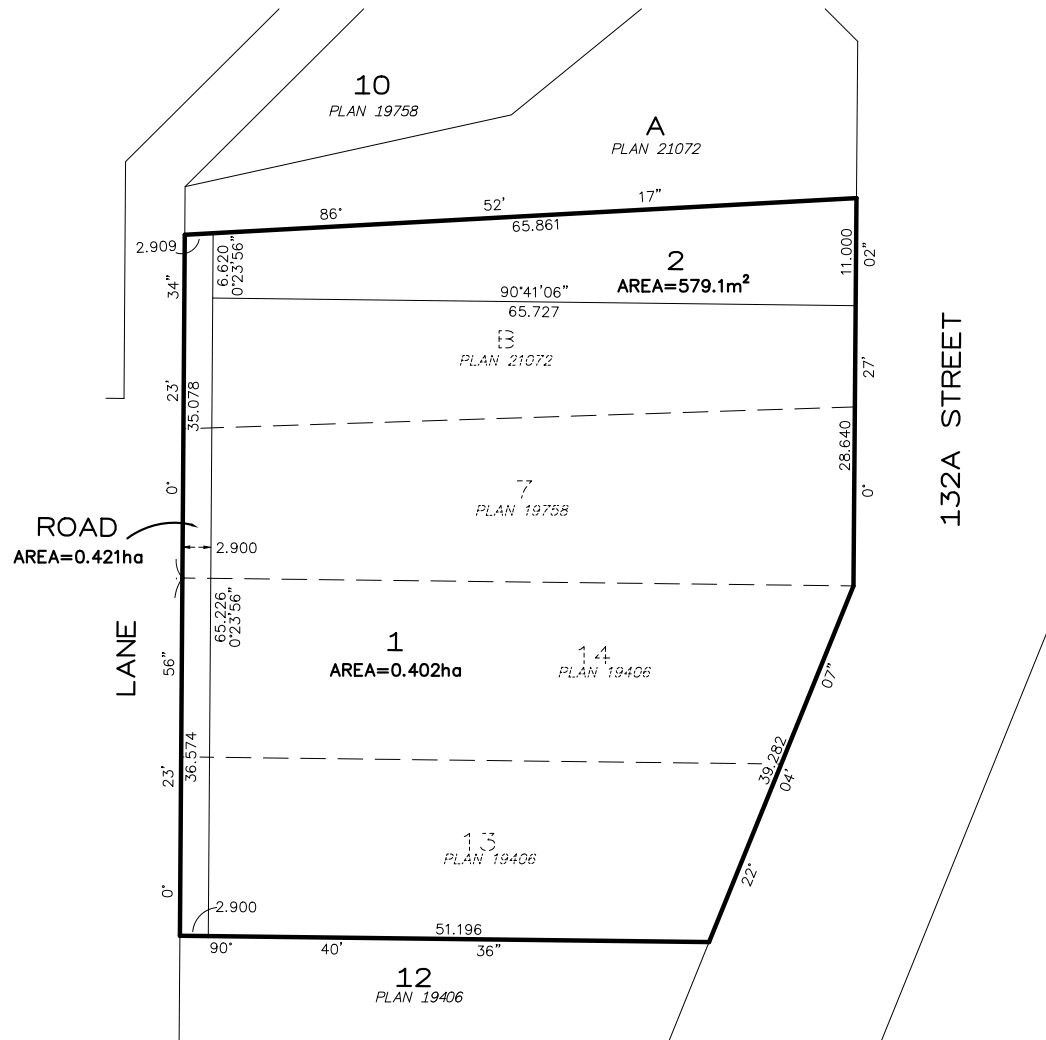 10
PLAN 19758
A
PLAN 21072
86°
52'
17"
65.861
2.909
6.620
0°23'56"
2
AREA=579.1m²
11.000
02"
34"
90°41'06"
65.727
B
PLAN 21072
23'
35.078
27'
28.640
132A STREET
7
PLAN 19758
0°
0°
ROAD
AREA=0.421ha
2.900
65.226
0°23'56"
LANE
56"
1
AREA=0.402ha
14
PLAN 19406
07"
36.574
23'
39.282
04'
13
PLAN 19406
22°
0°
2.900
51.196
90°
40'
36"
12
PLAN 19406